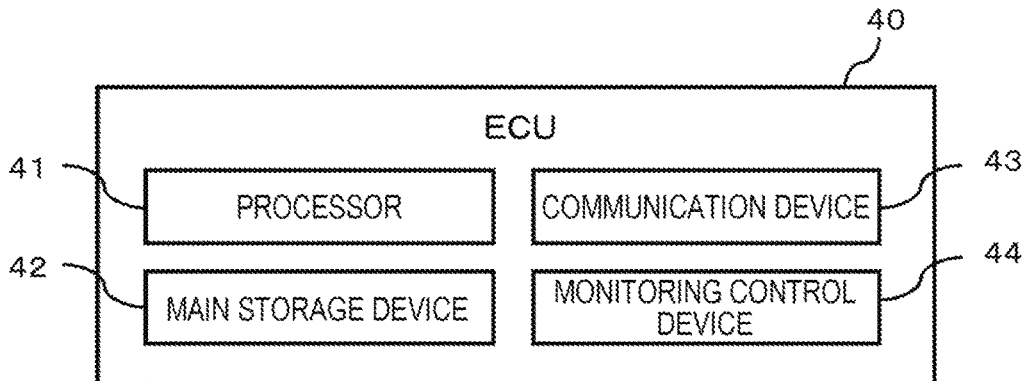 40
ECU
41
PROCESSOR
COMMUNICATION DEVICE
43
42
MAIN STORAGE DEVICE
MONITORING CONTROL
DEVICE
44